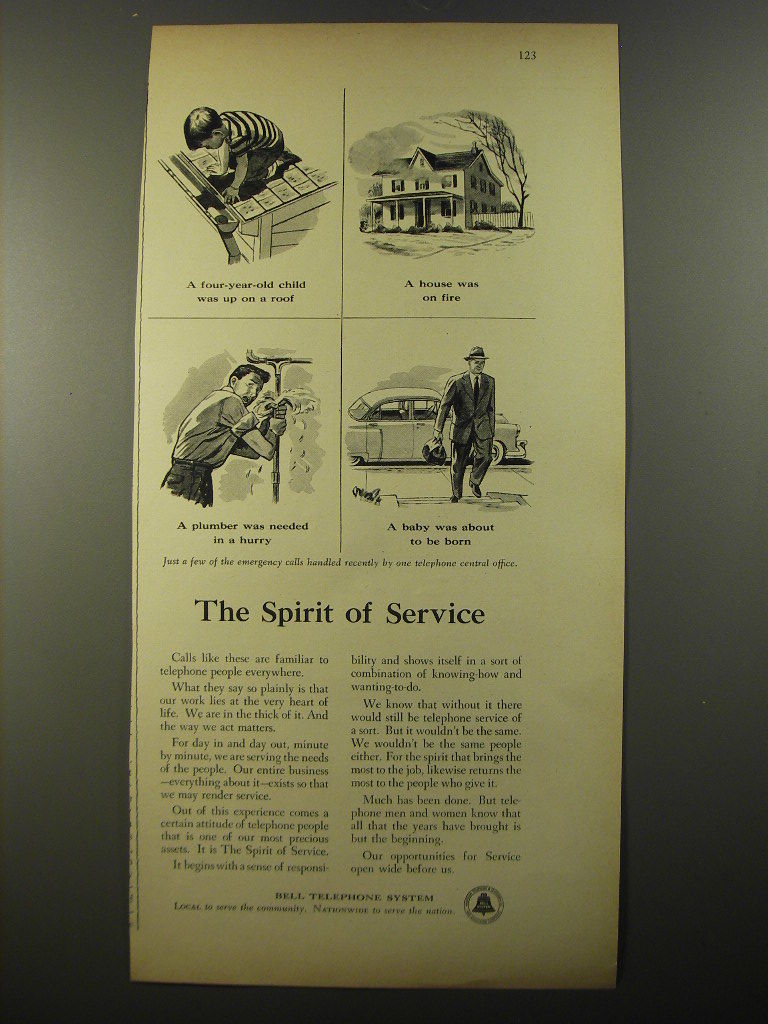 123
A four-year-old child
was up on a roof
A house was
on fire
A plumber was needed
in a hurry
A baby was about
to be born
Just a few of the emergency calls handled recently by one telephone central office.
The Spirit of Service
Calls like these are familiar to
telephone people everywhere.
What they say so plainly is that
our work lies at the very heart of
life. We are in the thick of it. And
the way we act matters.
For day in and day out, minute
by minute, we are serving the needs
of the people. Our entire business
—everything about it—exists so that
we may render service.
Out of this experience comes a
certain attitude of telephone people
that is one of our most precious
assets. It is The Spirit of Service.
It begins with a sense of responsi-
bility and shows itself in a sort of
combination of knowing-how and
wanting-to-do.
We know that without it there
would still be telephone service of
a sort. But it wouldn't be the same.
We wouldn't be the same people
either. For the spirit that brings the
most to the job, likewise returns the
most to the people who give it.
Much has been done. But tele-
phone men and women know that
all that the years have brought is
but the beginning.
Our opportunities for Service
open wide before us.
BELL TELEPHONE SYSTEM
LOCAL to serve the community. NATIONWIDE to serve the nation.